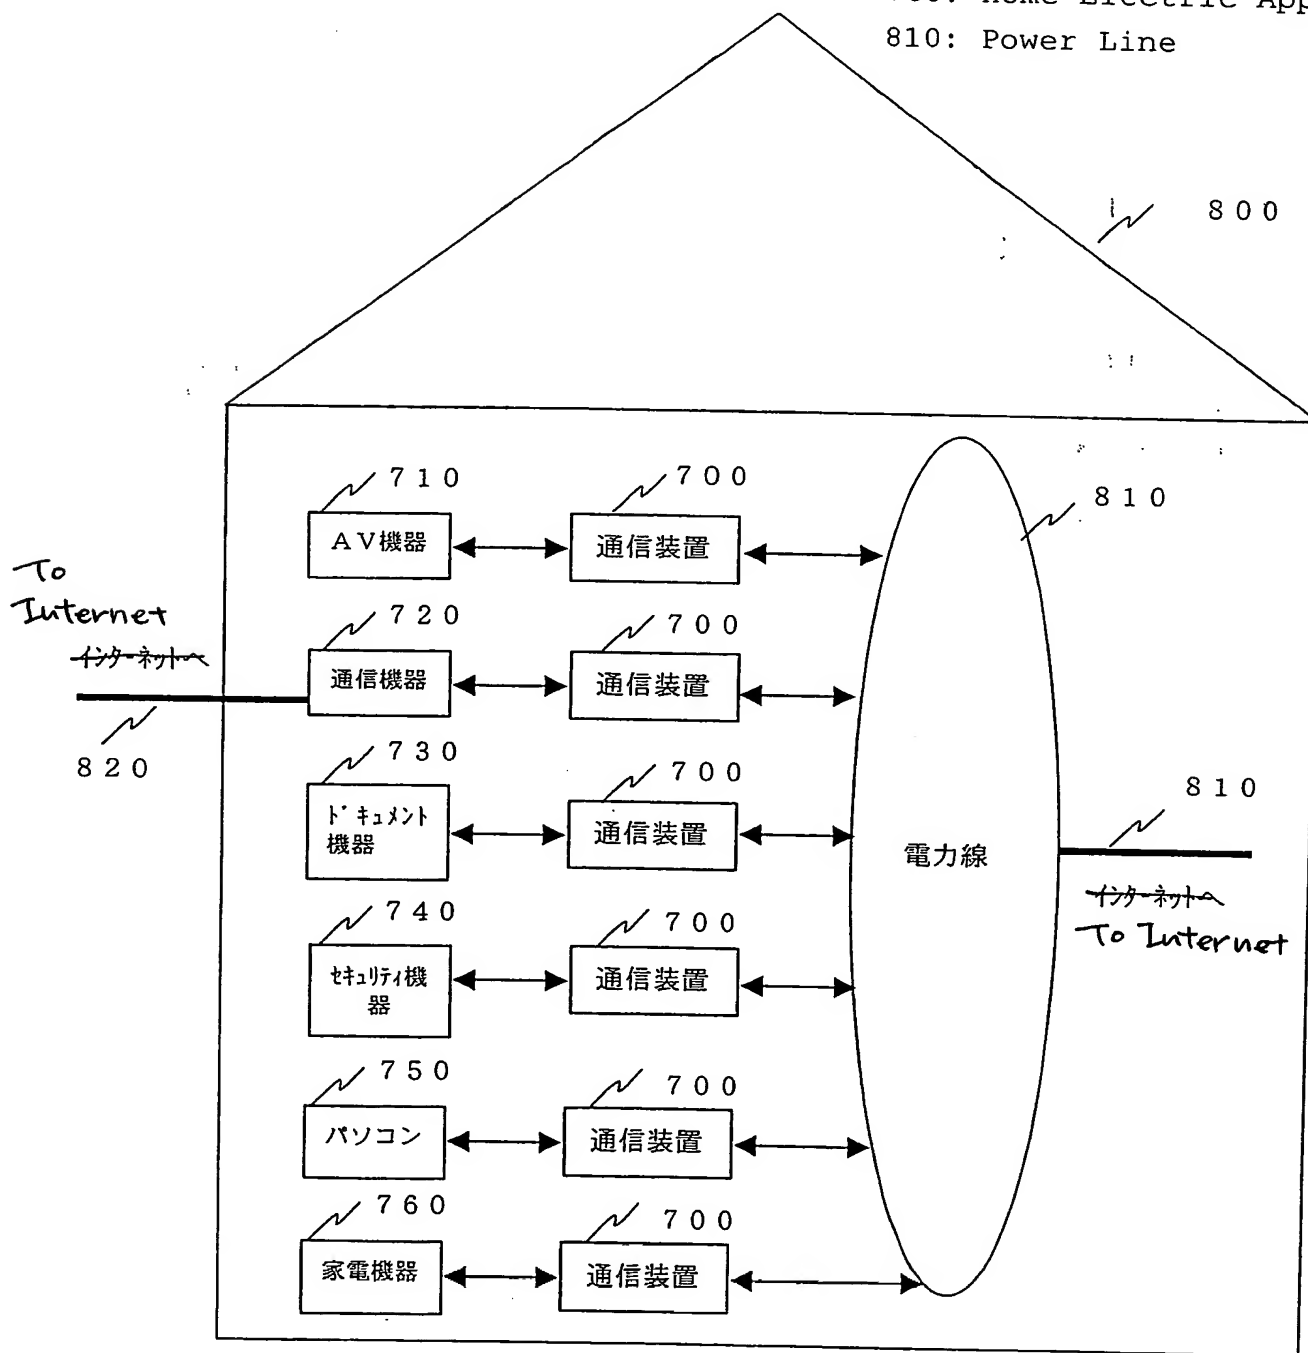 810: Power Line
８００
７１０
７００
８１０
ＡＶ機器
通信装置
To
Internet
７２０
７００
インターネットへ
通信機器
通信装置
８２０
７３０
７００
８１０
ﾄﾞｷｭﾒﾝﾄ
機器
通信装置
電力線
インターネットへ
To Internet
７４０
７００
ｾｷｭﾘﾃｨ機
器
通信装置
７５０
７００
パソコン
通信装置
７６０
７００
家電機器
通信装置